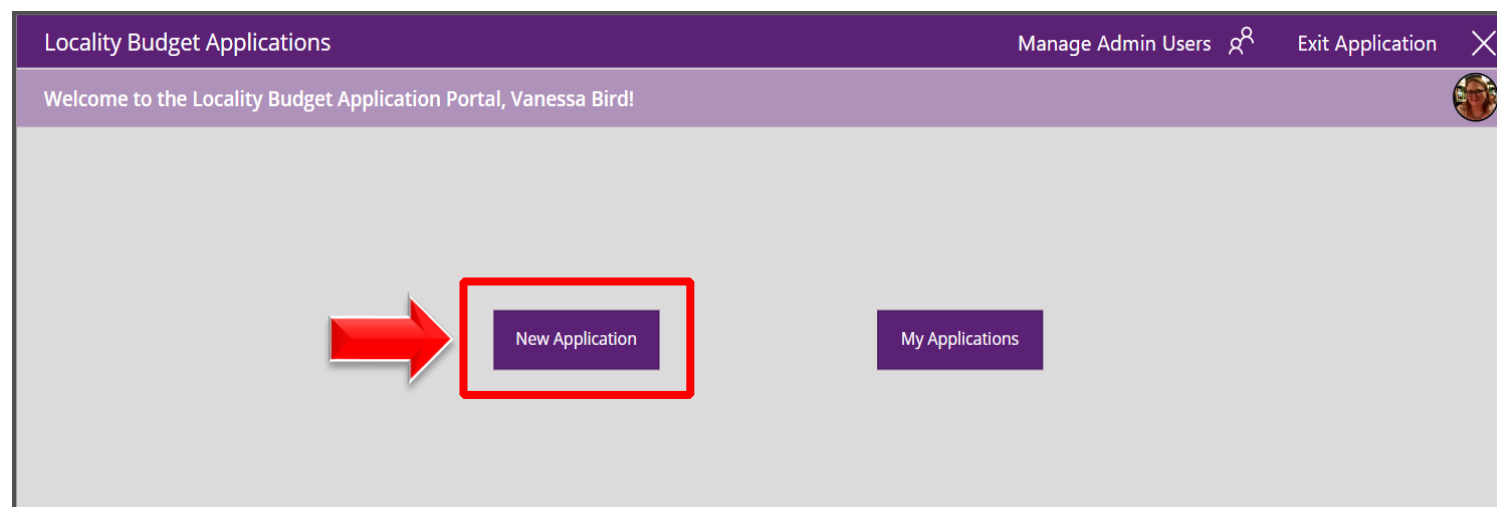 Locality Budget Applications
Manage Admin Users
Exit Application
Welcome to the Locality Budget Application Portal, Vanessa Bird!
New Application
My Applications